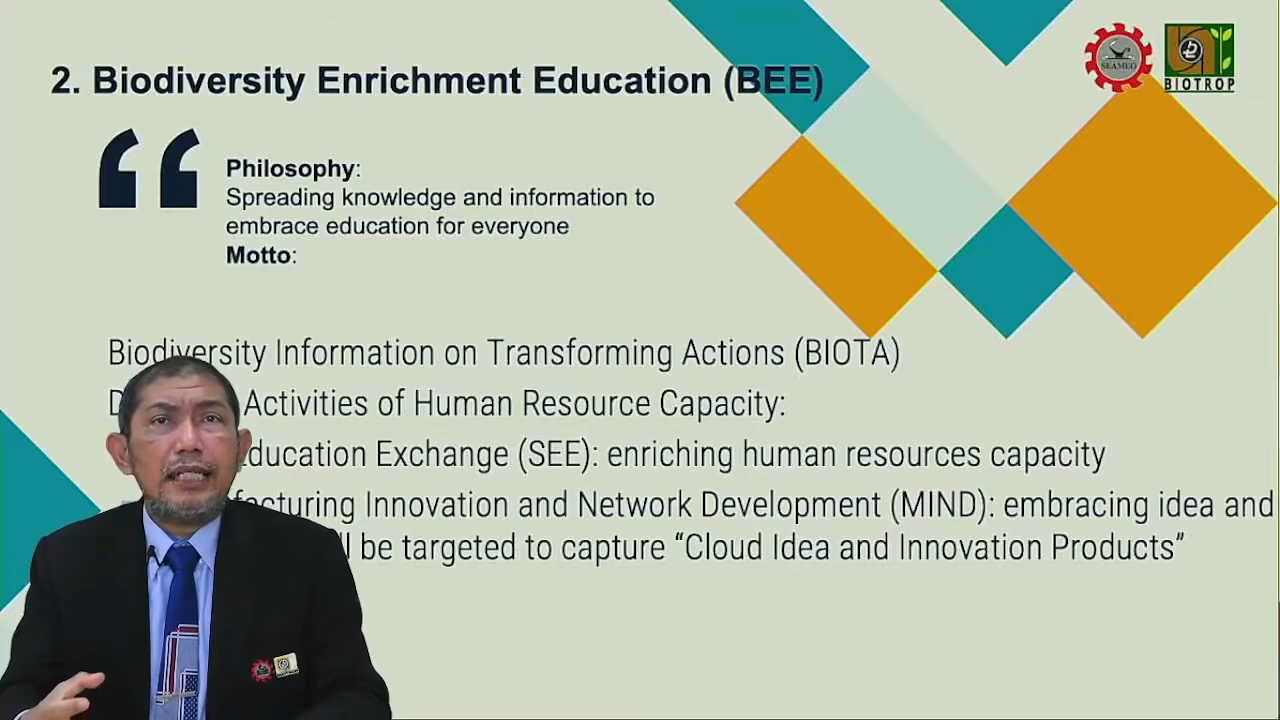 2. Biodiversity Enrichment Education (BEE)
SEAMEO
BIOTROP
Philosophy:
Spreading knowledge and information to
embrace education for everyone
Motto:
Biodiversity Information on Transforming Actions (BIOTA)
Activities of Human Resource Capacity:
Education Exchange (SEE): enriching human resources capacity
Innovation and Network Development (MIND): embracing idea and
be targeted to capture “Cloud Idea and Innovation Products”